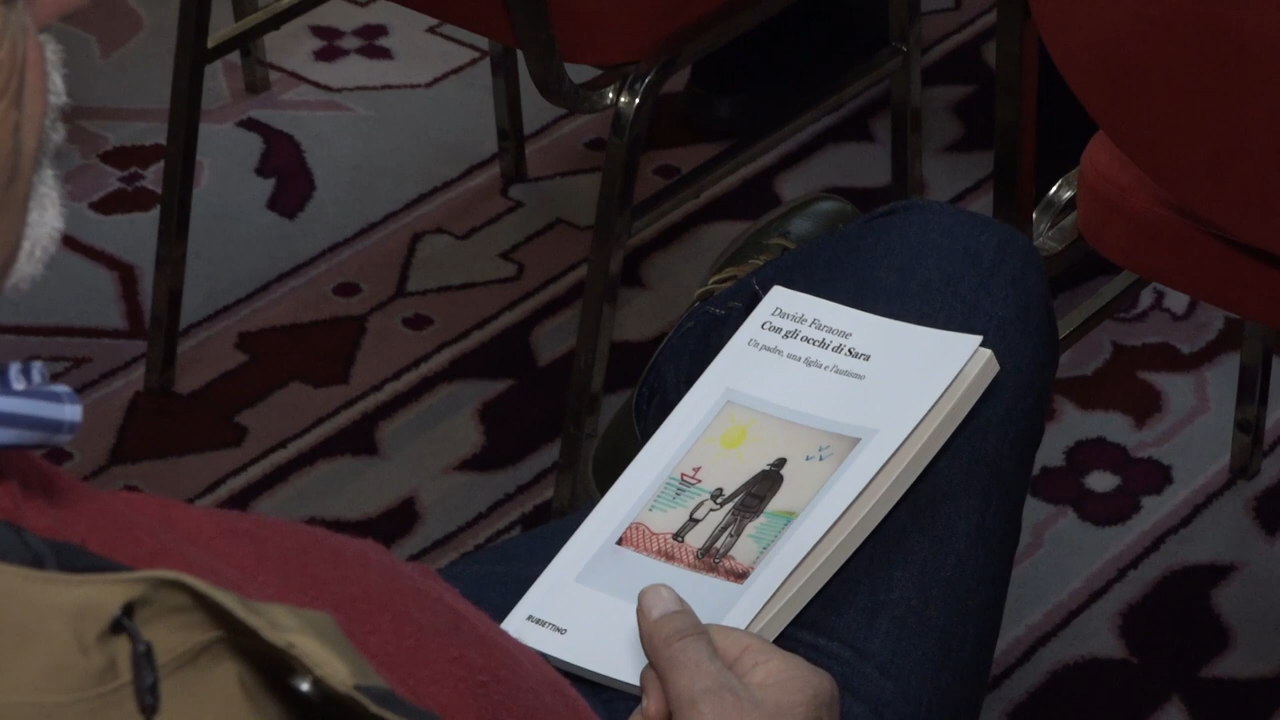 Davide Faraone
Con gli occhi di Sara
Un padre, una figlia e l'autismo
RUBBETTINO